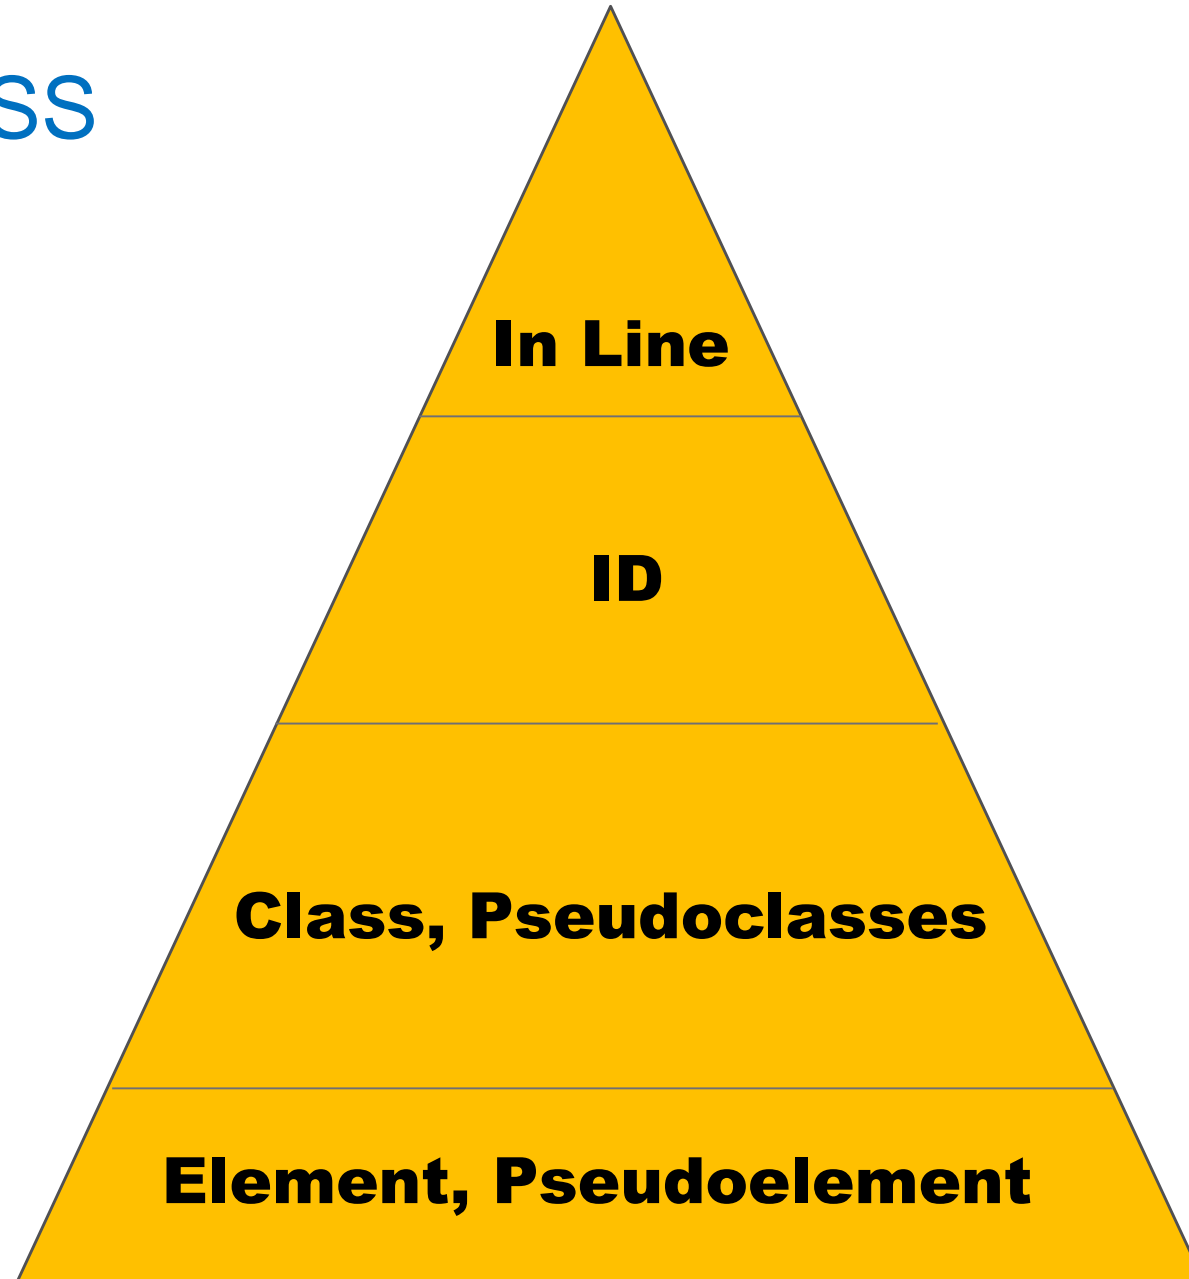 SS
In Line
ID
Class, Pseudoclasses
Element, Pseudoelement